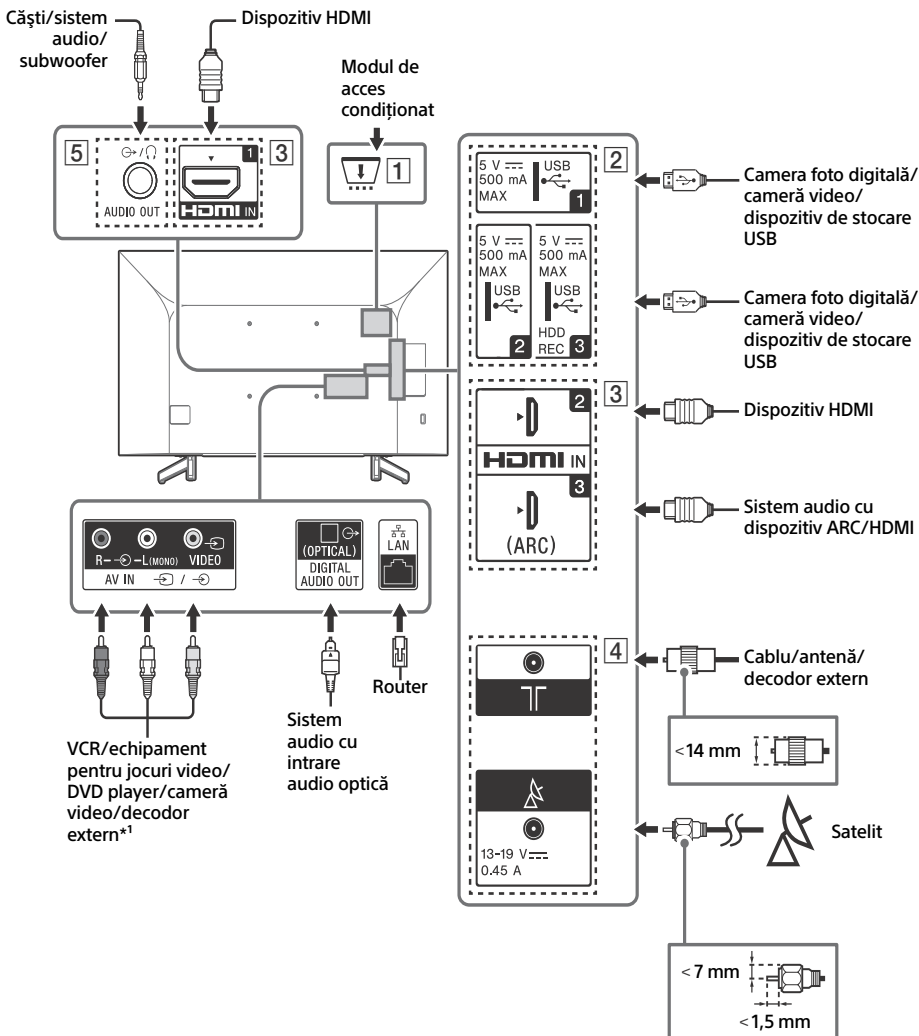 Căşti/sistem
audio/
subwoofer
Dispozitiv HDMI
Modul de
acces
condiționat
5
AUDIO OUT
1
3
HDMI IN
1
2
5 V
500 mA
MAX
USB
1
5 V
500 mA
MAX
USB
2
5 V
500 mA
MAX
USB
HDD
REC 3
Camera foto digitală/
cameră video/
dispozitiv de stocare
USB
Camera foto digitală/
cameră video/
dispozitiv de stocare
USB
3
2
HDMI IN
3
(ARC)
Dispozitiv HDMI
Sistem audio cu
dispozitiv ARC/HDMI
R- -L(MONO) VIDEO
AV IN /
(OPTICAL)
DIGITAL
AUDIO OUT
LAN
VCR/echipament
pentru jocuri video/
DVD player/cameră
video/decodor
extern*1
Sistem
audio cu
intrare
audio optică
Router
4
Cablu/antenă/
decodor extern
<14 mm
13-19 V
0.45 A
Satelit
<7 mm
<1,5 mm